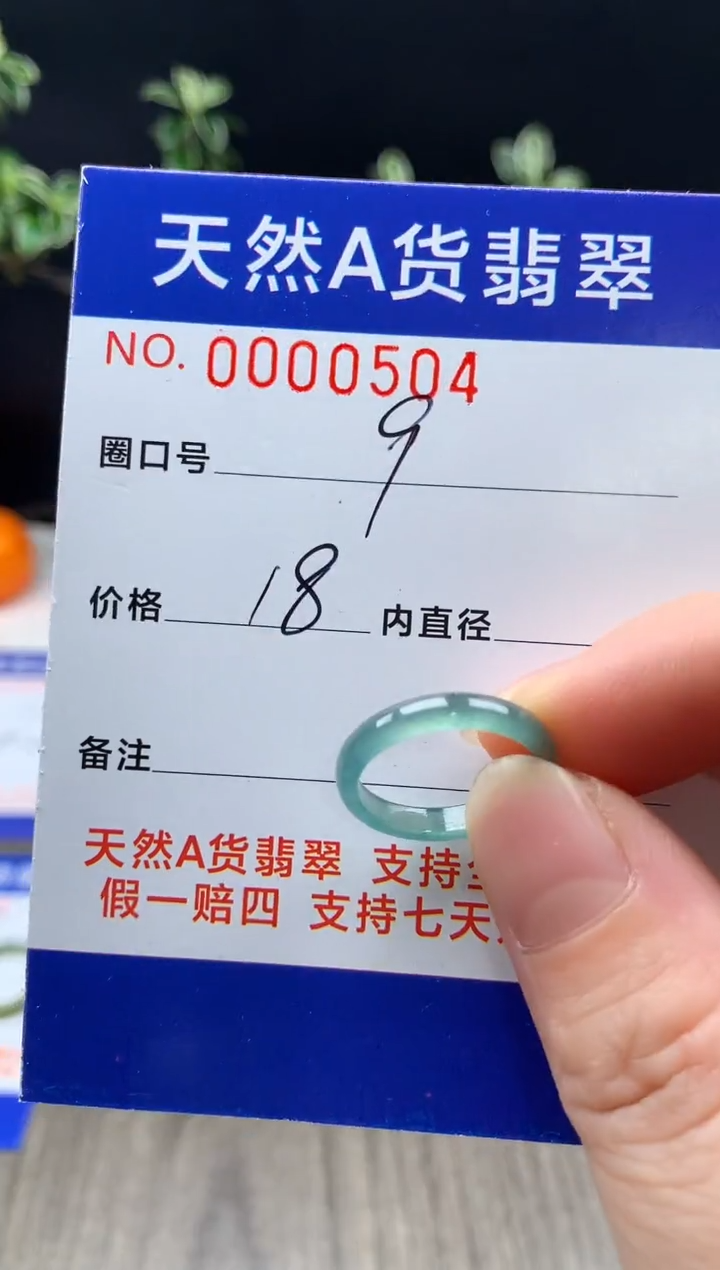 天然A货翡翠
NO. 0000504
圈口号 9
价格 18 内直径
备注
天然A货翡翠 支持
假一赔四 支持七天